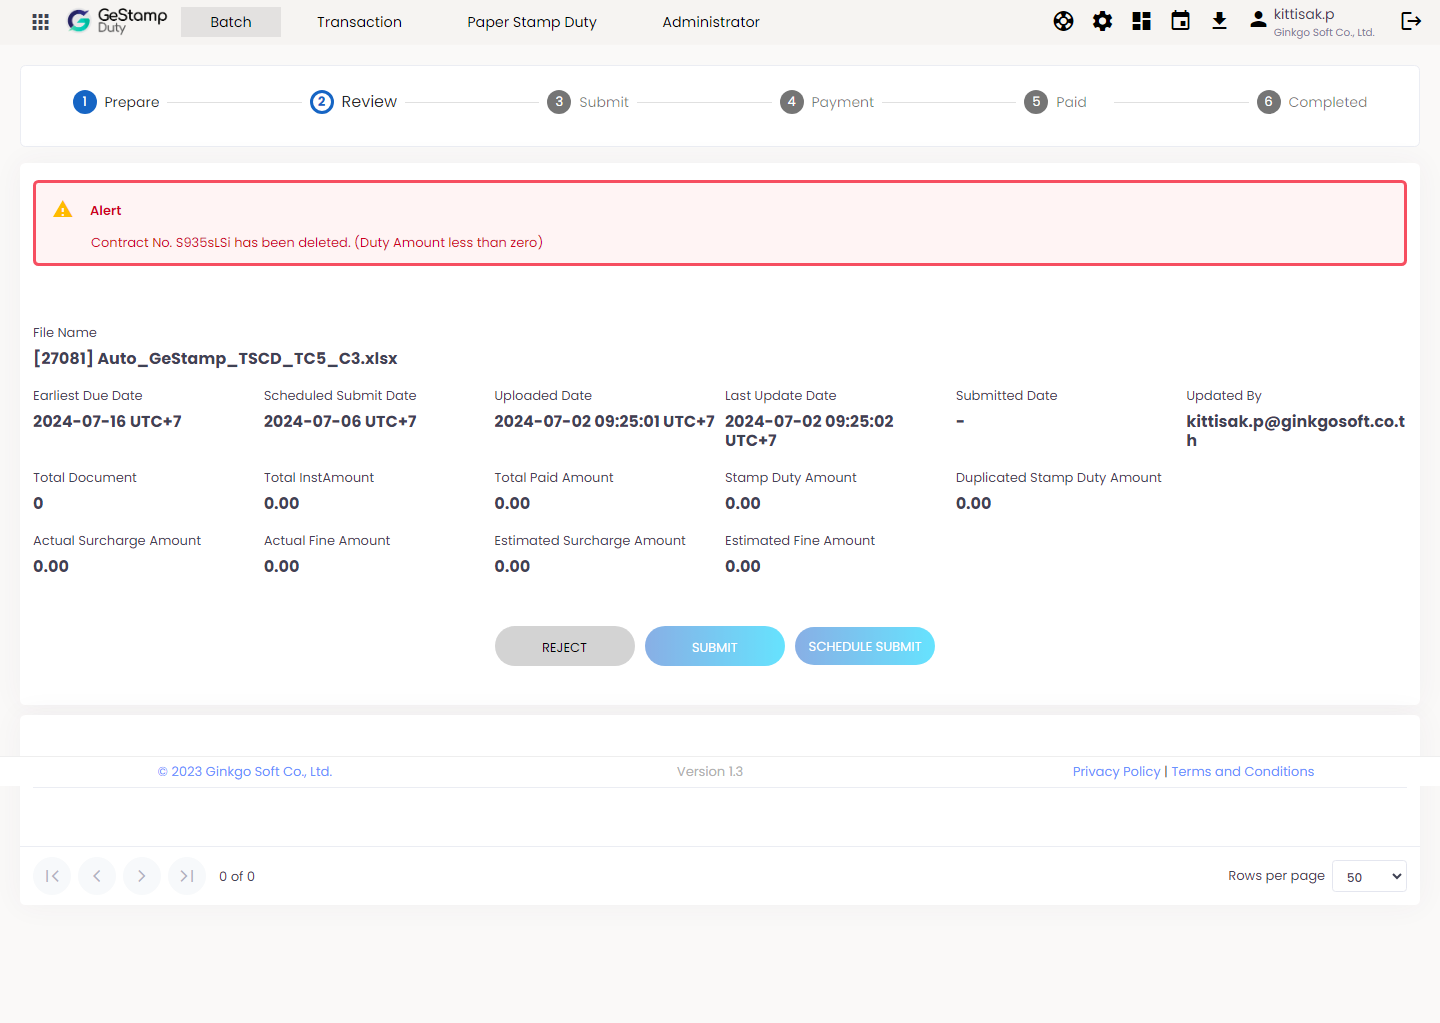 GeStamp
Duty
Batch
Transaction
Paper Stamp Duty
Administrator
kittisak.p
Ginkgo Soft Co., Ltd.
1 Prepare
2 Review
3 Submit
4 Payment
5 Paid
6 Completed
Alert
Contract No. S935sLSi has been deleted. (Duty Amount less than zero)
File Name
[27081] Auto_GeStamp_TSCD_TC5_C3.xlsx
Earliest Due Date
2024-07-16 UTC+7
Scheduled Submit Date
2024-07-06 UTC+7
Uploaded Date
2024-07-02 09:25:01 UTC+7
Last Update Date
2024-07-02 09:25:02
UTC+7
Submitted Date
-
Updated By
kittisak.p@ginkgosoft.co.t
h
Total Document
0
Total InstAmount
0.00
Total Paid Amount
0.00
Stamp Duty Amount
0.00
Duplicated Stamp Duty Amount
0.00
Actual Surcharge Amount
0.00
Actual Fine Amount
0.00
Estimated Surcharge Amount
0.00
Estimated Fine Amount
0.00
REJECT
SUBMIT
SCHEDULE SUBMIT
© 2023 Ginkgo Soft Co., Ltd.
Version 1.3
Privacy Policy | Terms and Conditions
0 of 0
Rows per page
50